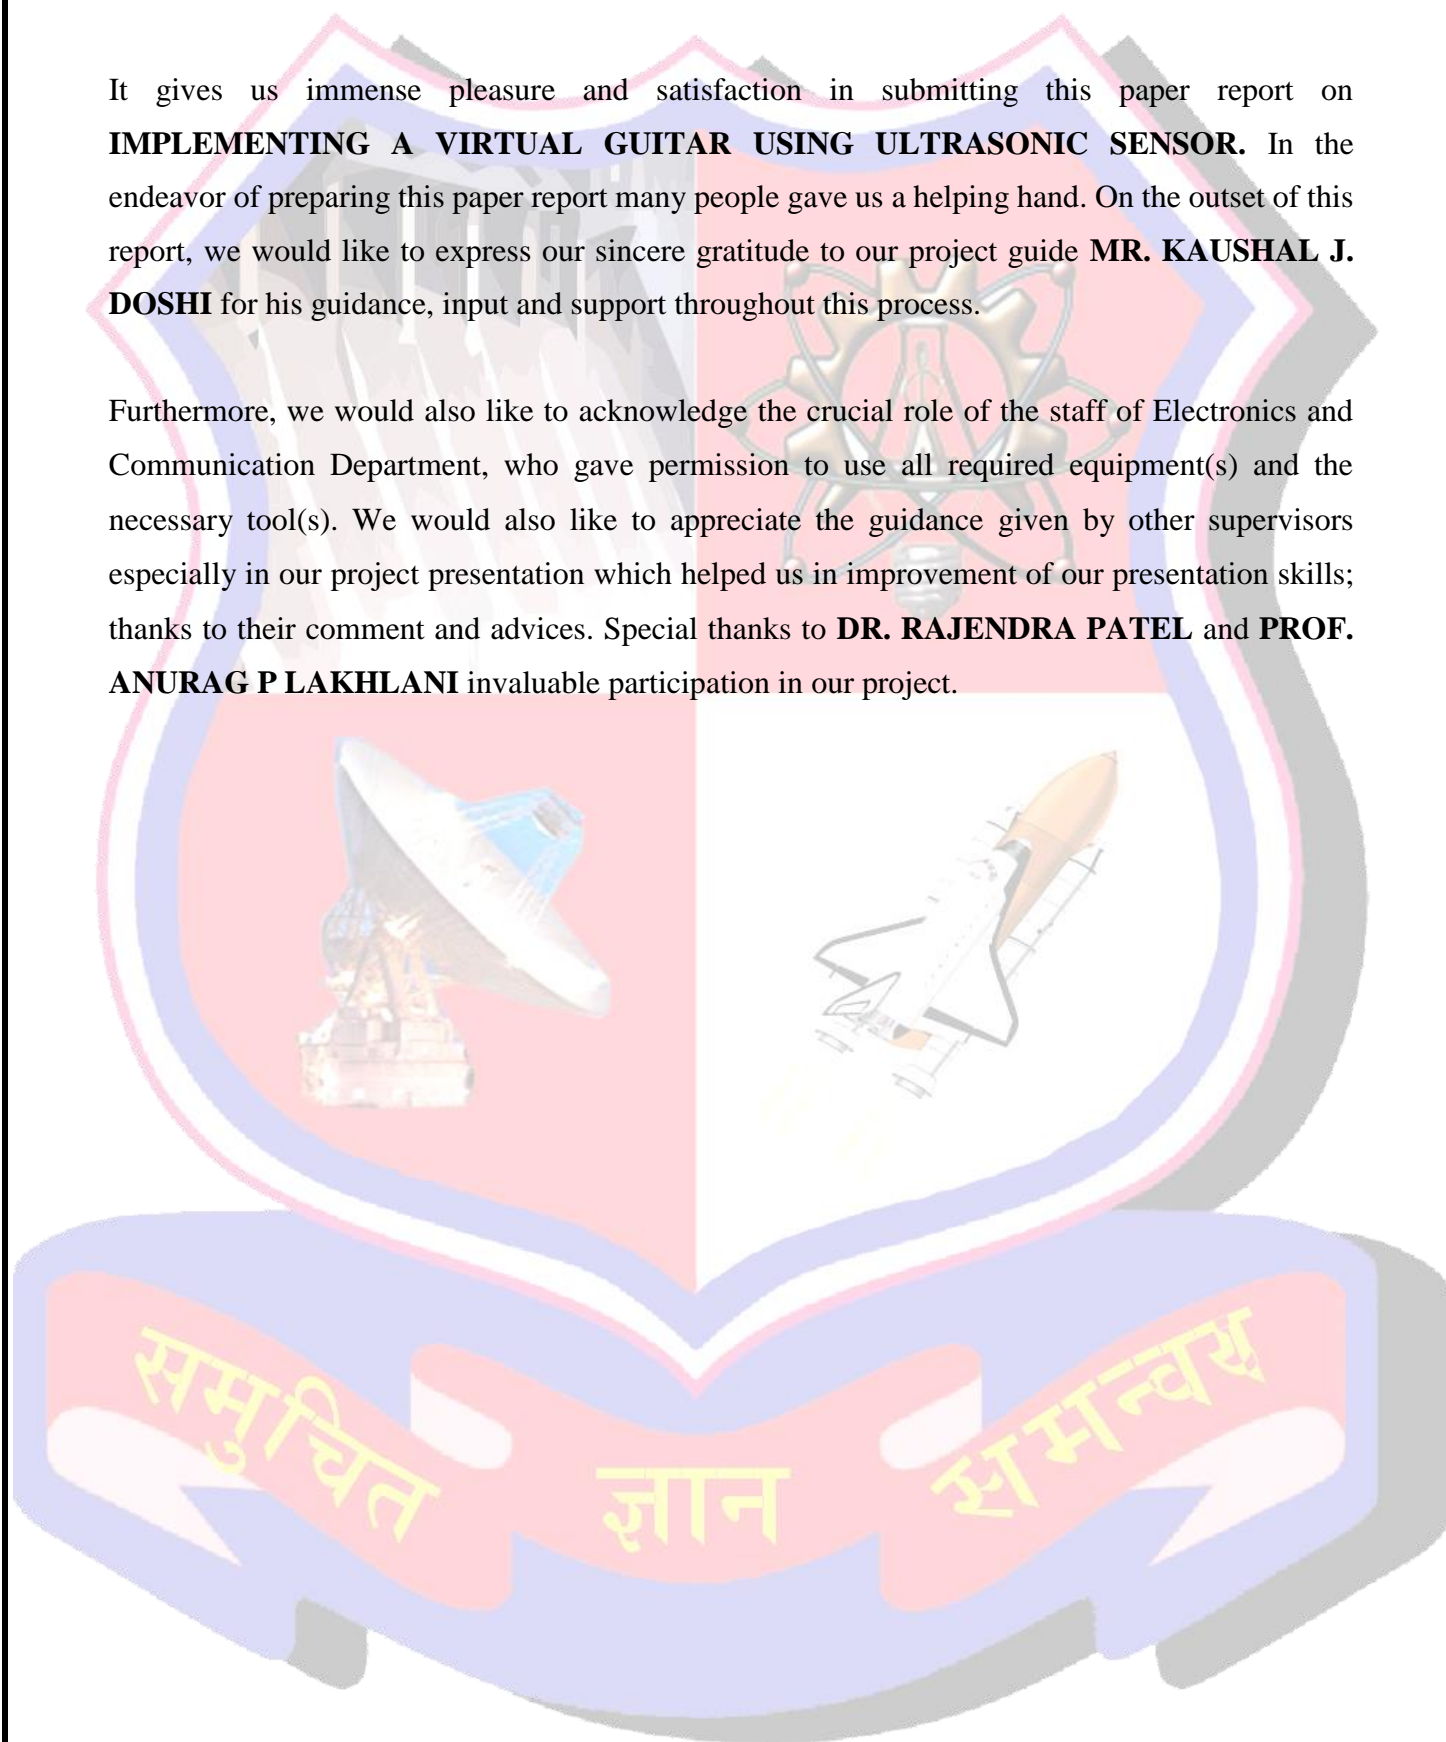 It gives us immense pleasure and satisfaction in submitting this paper report on
IMPLEMENTING A VIRTUAL GUITAR USING ULTRASONIC SENSOR. In the
endeavor of preparing this paper report many people gave us a helping hand. On the outset of this
report, we would like to express our sincere gratitude to our project guide MR. KAUSHAL J.
DOSHI for his guidance, input and support throughout this process.
Furthermore, we would also like to acknowledge the crucial role of the staff of Electronics and
Communication Department, who gave permission to use all required equipment(s) and the
necessary tool(s). We would also like to appreciate the guidance given by other supervisors
especially in our project presentation which helped us in improvement of our presentation skills;
thanks to their comment and advices. Special thanks to DR. RAJENDRA PATEL and PROF.
ANURAG P LAKHLANI invaluable participation in our project.
समुचित ज्ञान समन्वय